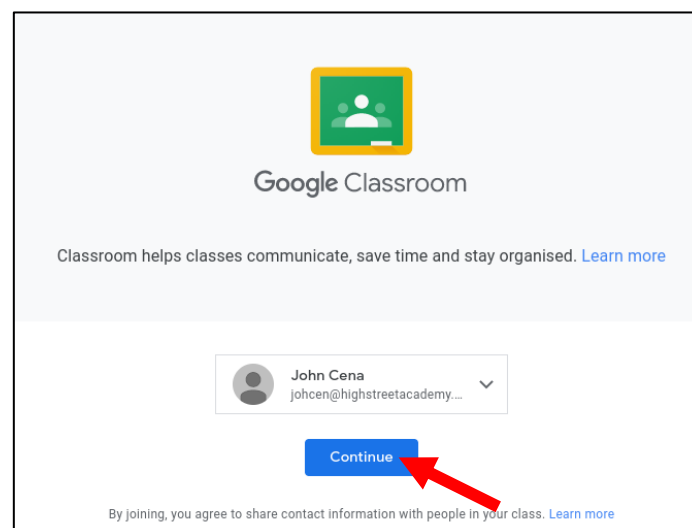 Google Classroom
Classroom helps classes communicate, save time and stay organised. Learn more
John Cena
johcen@highstreetacademy....
Continue
By joining, you agree to share contact information with people in your class. Learn more